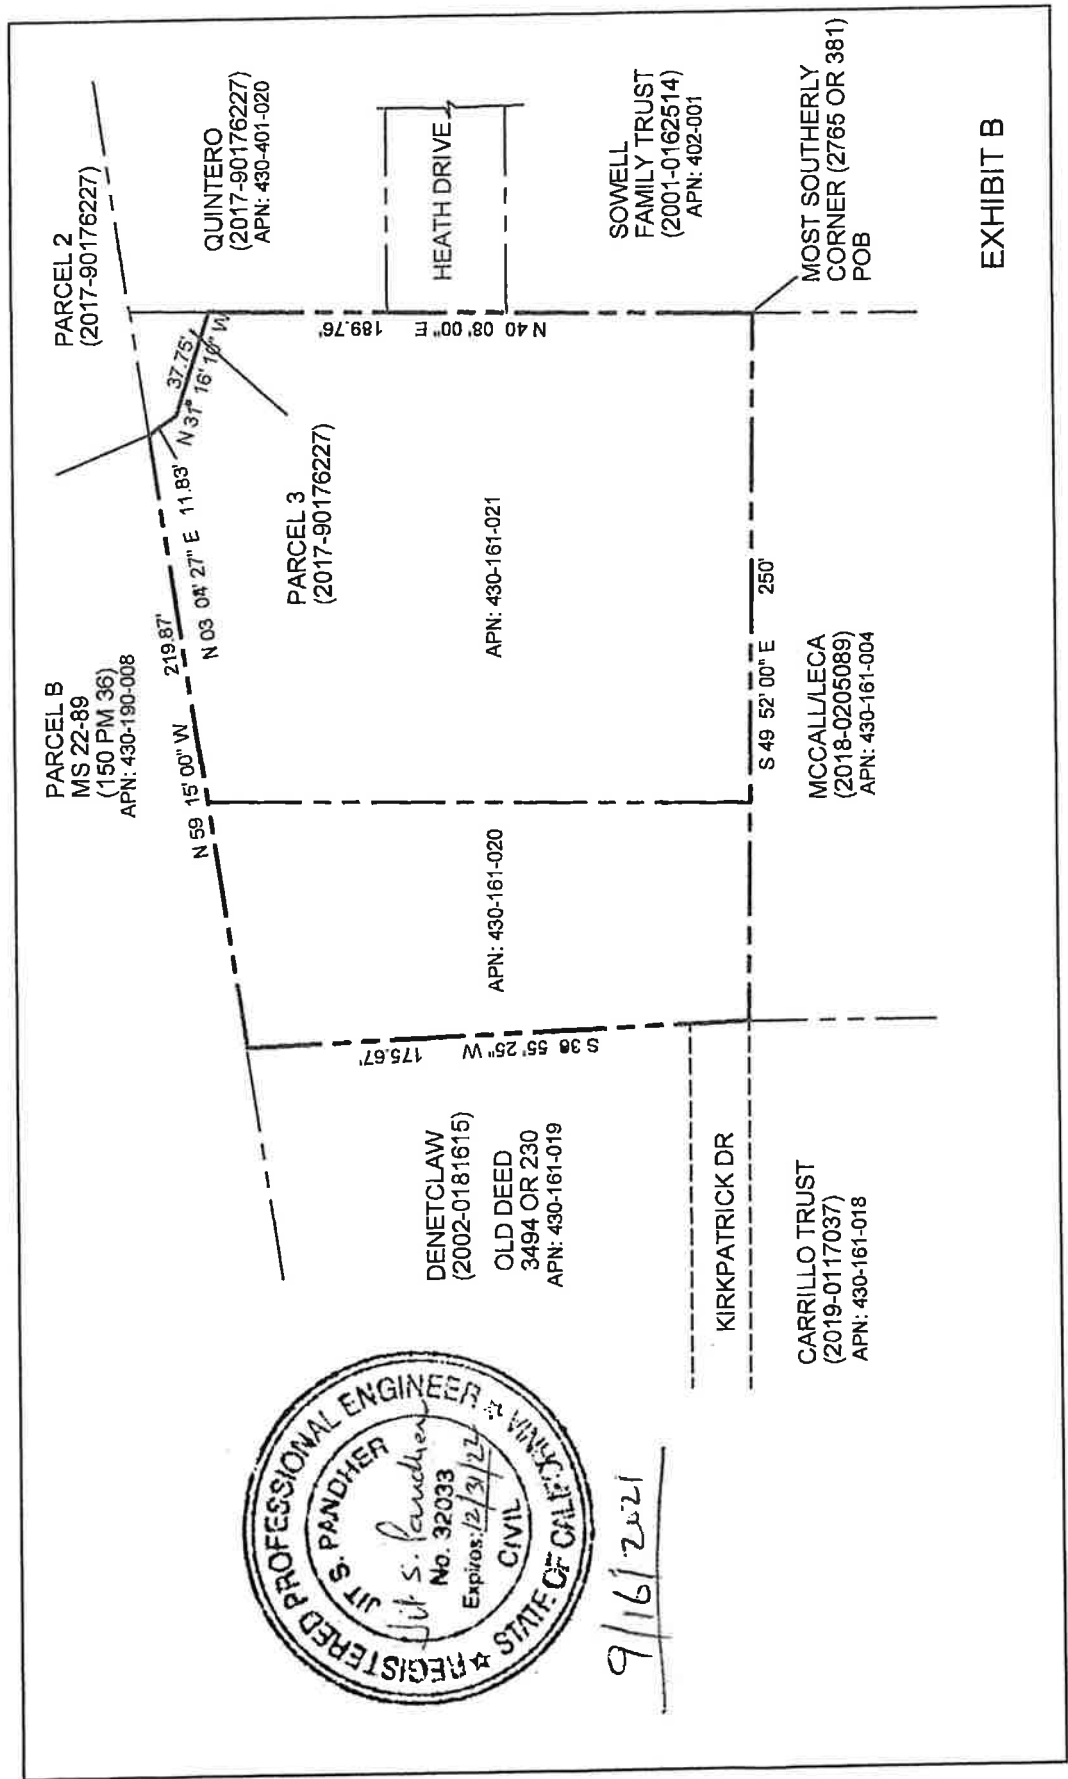 PARCEL B
MS 22-89
(150 PM 36)
APN: 430-190-008
PARCEL 2
(2017-90176227)
N 59 15' 00" W
219.87'
N 03 04' 27" E 11.83'
37.75'
N 31° 16' 10" W
QUINTERO
(2017-90176227)
APN: 430-401-020
PARCEL 3
(2017-90176227)
N 40 08' 00" E 189.76'
HEATH DRIVE
S 38 55' 25" W 175.67'
APN: 430-161-020
APN: 430-161-021
DENETCLAW
(2002-0181615)
OLD DEED
3494 OR 230
APN: 430-161-019
SOWELL
FAMILY TRUST
(2001-0162514)
APN: 402-001
KIRKPATRICK DR
S 49 52' 00" E 250'
MCCALL/LECA
(2018-0205089)
APN: 430-161-004
MOST SOUTHERLY
CORNER (2765 OR 381)
POB
CARRILLO TRUST
(2019-0117037)
APN: 430-161-018
REGISTERED PROFESSIONAL ENGINEER
JIT S. PANDHER
Jit S. Pandher
No. 32033
Expires: 12/31/22
CIVIL
STATE OF CALIFORNIA
9/16/2021
EXHIBIT B